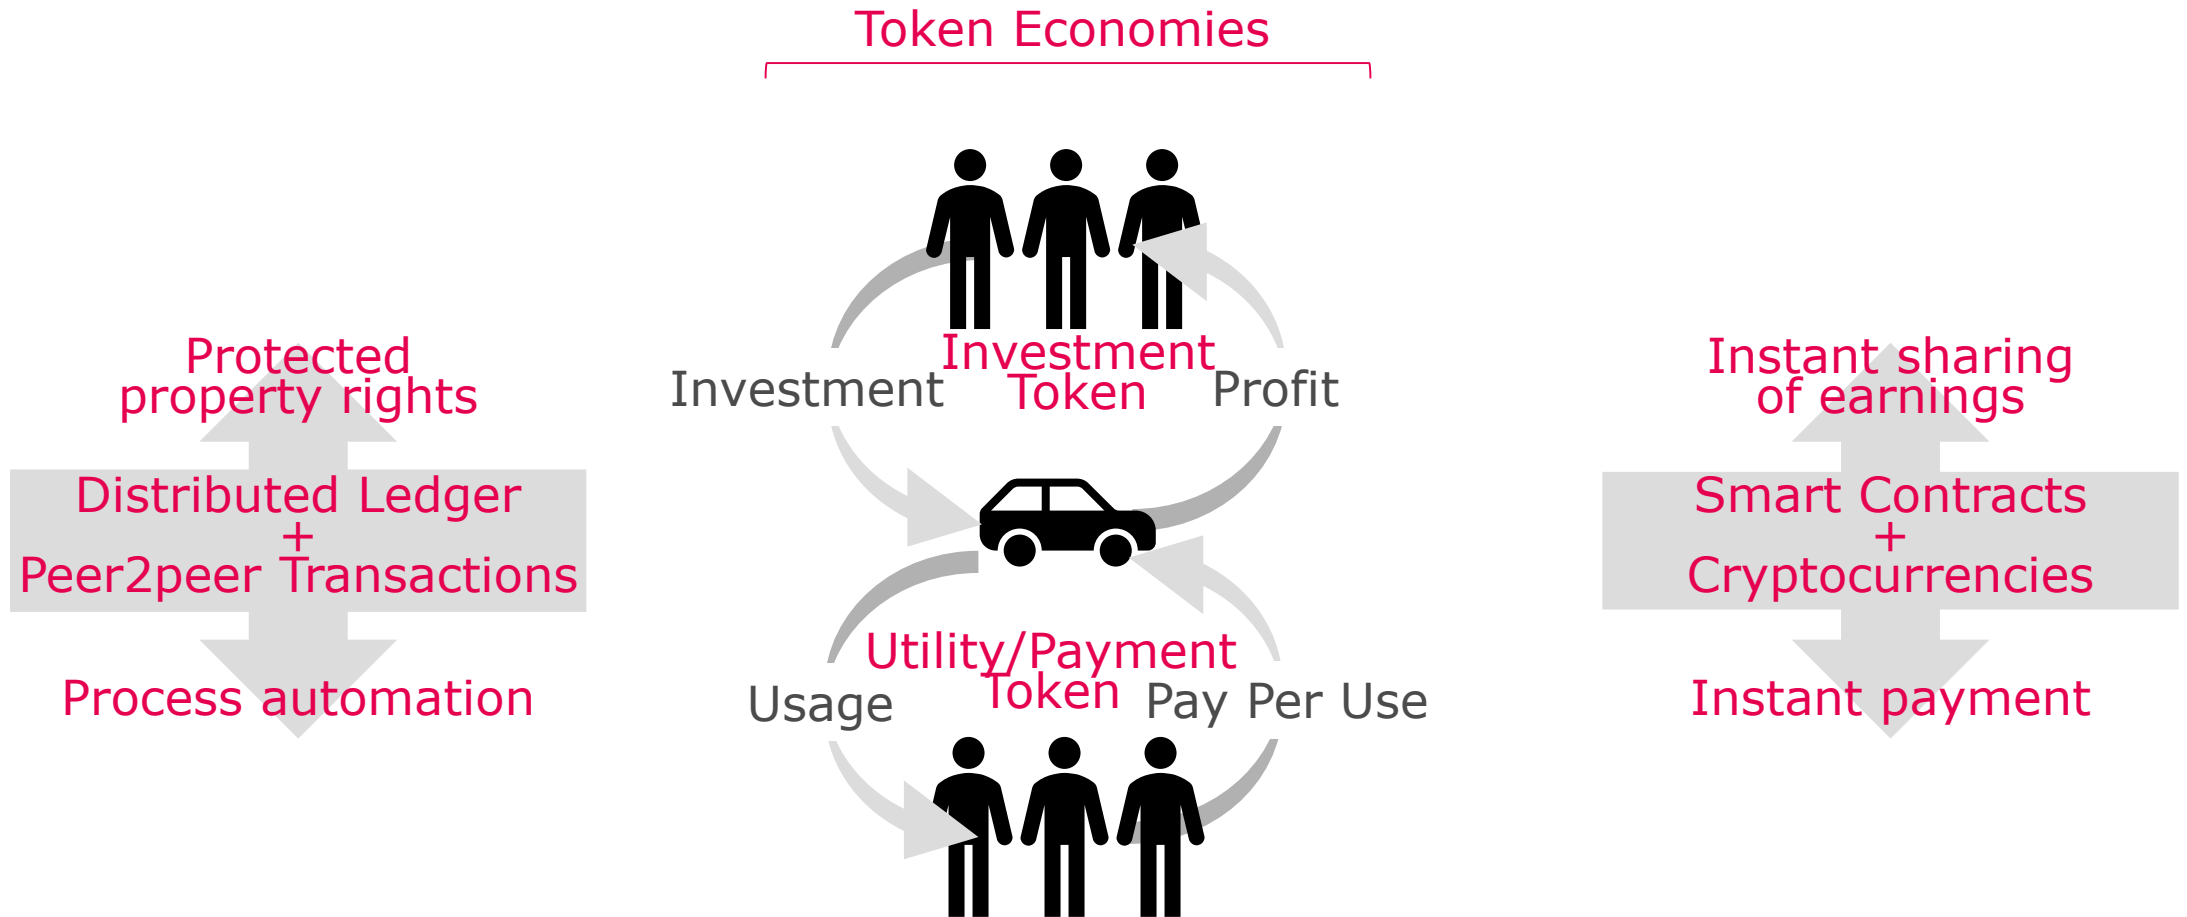 Token Economies
Protected
property rights
Distributed Ledger
+
Peer2peer Transactions
Process automation
Investment
Investment
Token
Profit
Utility/Payment
Token
Usage
Pay Per Use
Instant sharing
of earnings
Smart Contracts
+
Cryptocurrencies
Instant payment